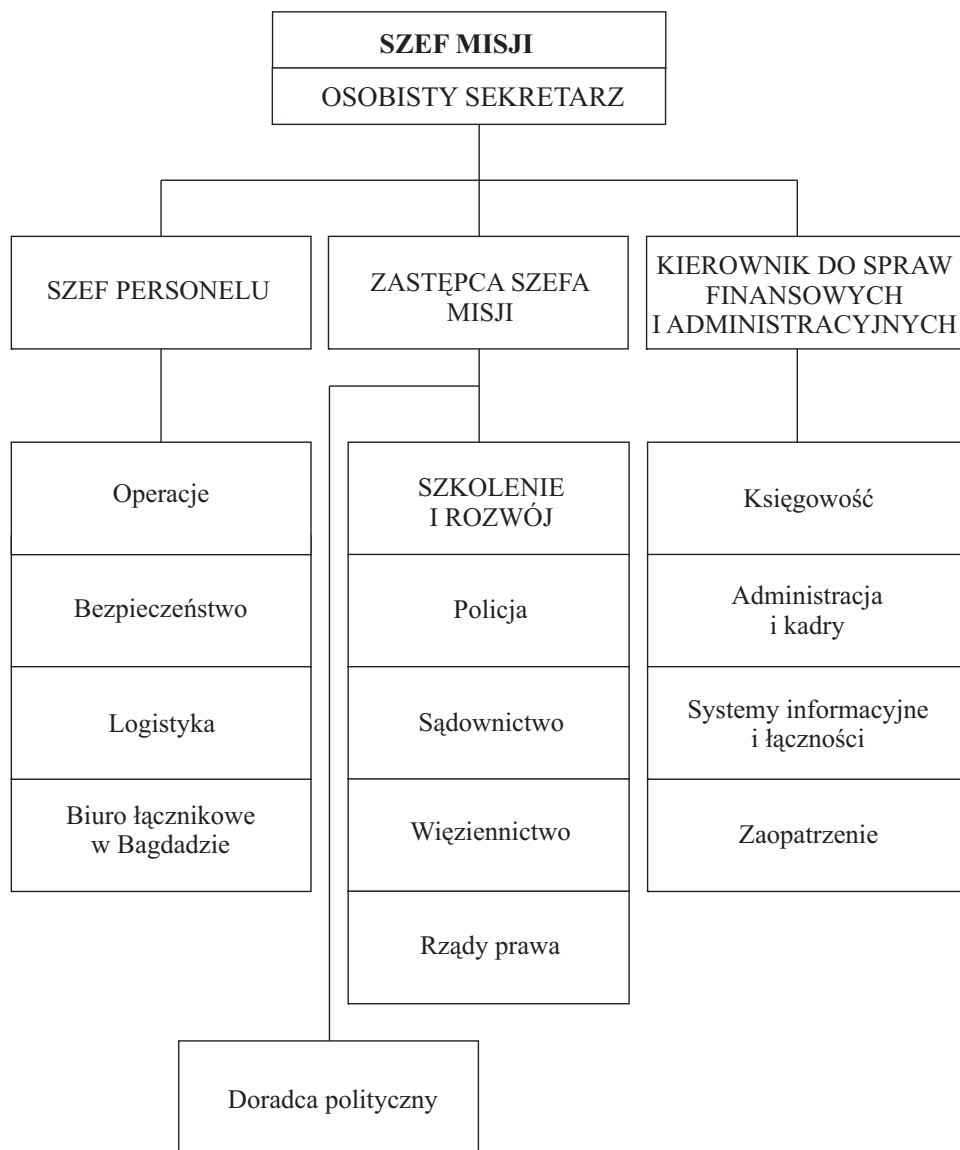 SZEF MISJI
OSOBISTY SEKRETARZ
SZEF PERSONELU
ZASTĘPCA SZEFA
MISJI
KIEROWNIK DO SPRAW
FINANSOWYCH
I ADMINISTRACYJNYCH
Operacje
Bezpieczeństwo
Logistyka
Biuro łącznikowe
w Bagdadzie
SZKOLENIE
I ROZWÓJ
Policja
Sądownictwo
Więziennictwo
Rządy prawa
Księgowość
Administracja
i kadry
Systemy informacyjne
i łączności
Zaopatrzenie
Doradca polityczny